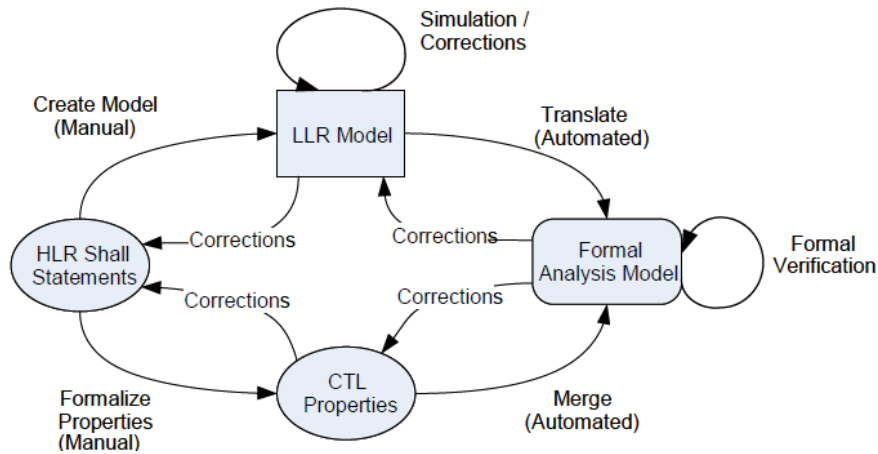 Simulation /
Corrections
Create Model
(Manual)
LLR Model
Translate
(Automated)
Corrections
Corrections
HLR Shall
Statements
Formal
Analysis Model
Formal
Verification
Corrections
Corrections
CTL
Properties
Formalize
Properties
(Manual)
Merge
(Automated)